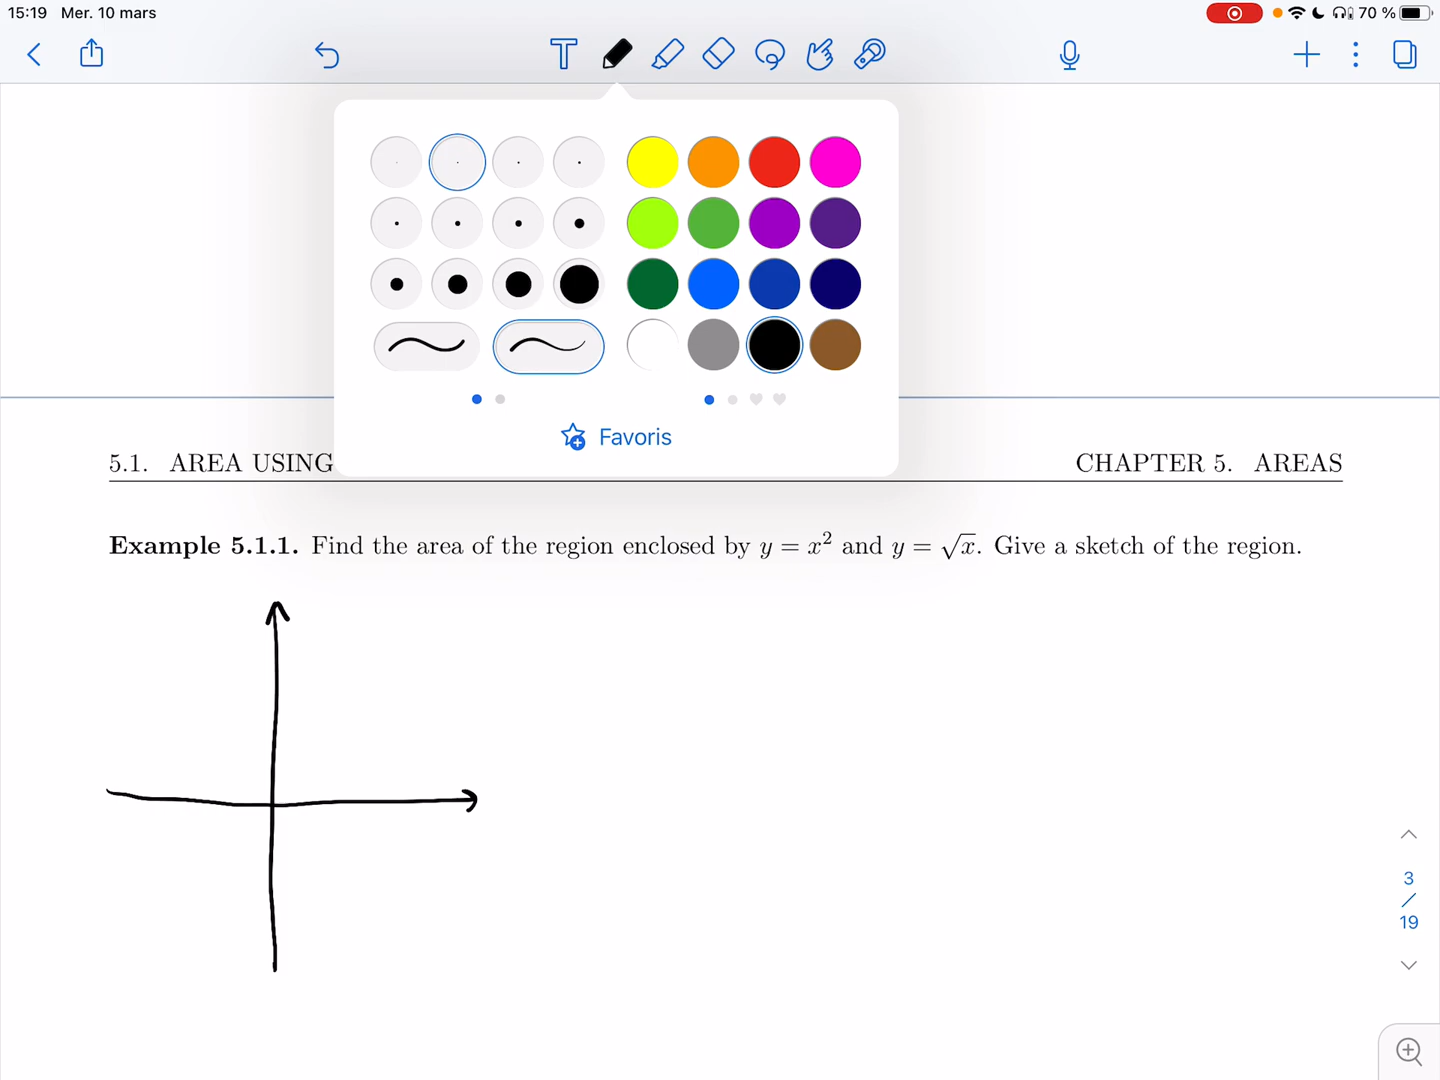 15:19 Mer. 10 mars 70 %
T
Favoris
5.1. AREA USING CHAPTER 5. AREAS
Example 5.1.1. Find the area of the region enclosed by y = x² and y = √x. Give a sketch of the region.
3
/
19